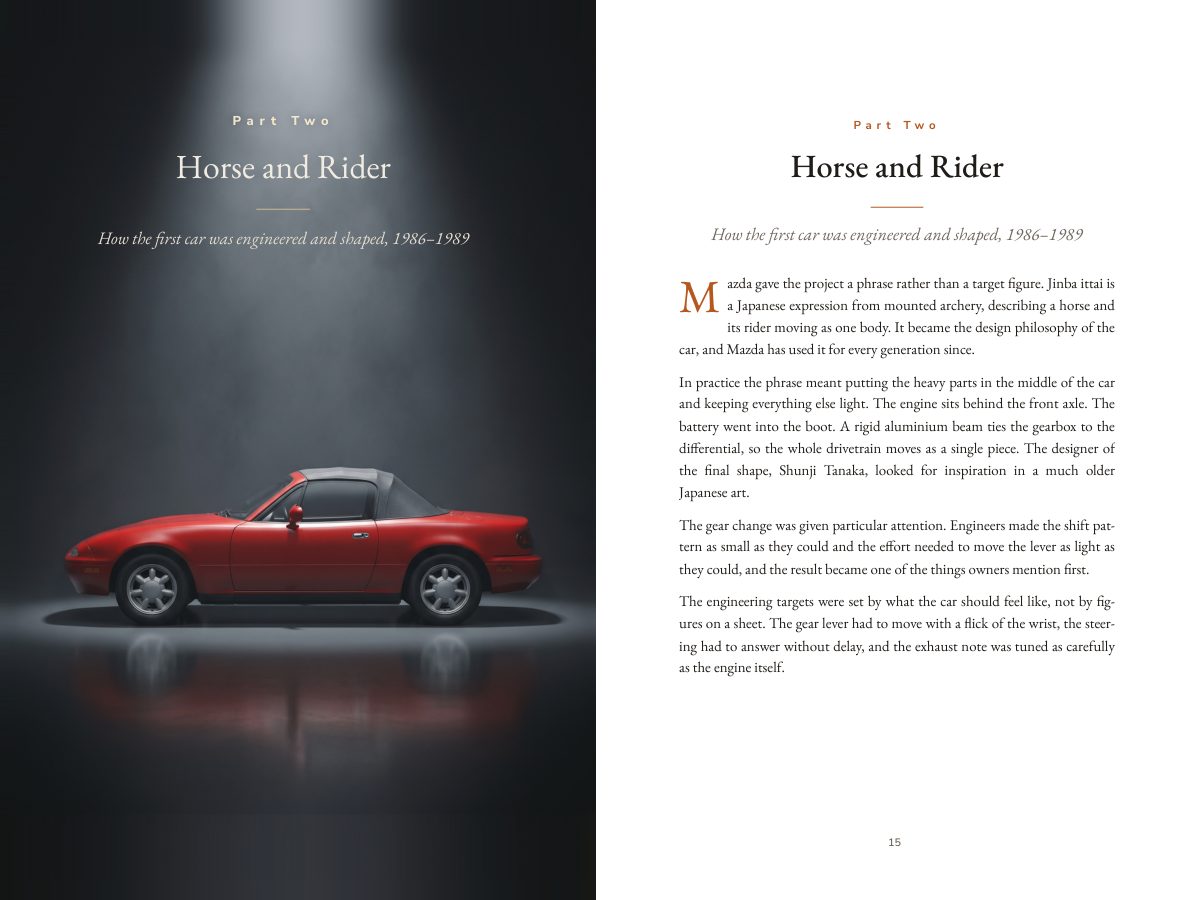 Part Two
Horse and Rider
How the first car was engineered and shaped, 1986–1989
Part Two
Horse and Rider
How the first car was engineered and shaped, 1986–1989
Mazda gave the project a phrase rather than a target figure. Jinba ittai is
a Japanese expression from mounted archery, describing a horse and
its rider moving as one body. It became the design philosophy of the
car, and Mazda has used it for every generation since.
In practice the phrase meant putting the heavy parts in the middle of the car
and keeping everything else light. The engine sits behind the front axle. The
battery went into the boot. A rigid aluminium beam ties the gearbox to the
differential, so the whole drivetrain moves as a single piece. The designer of
the final shape, Shunji Tanaka, looked for inspiration in a much older
Japanese art.
The gear change was given particular attention. Engineers made the shift pat-
tern as small as they could and the effort needed to move the lever as light as
they could, and the result became one of the things owners mention first.
The engineering targets were set by what the car should feel like, not by fig-
ures on a sheet. The gear lever had to move with a flick of the wrist, the steer-
ing had to answer without delay, and the exhaust note was tuned as carefully
as the engine itself.
15